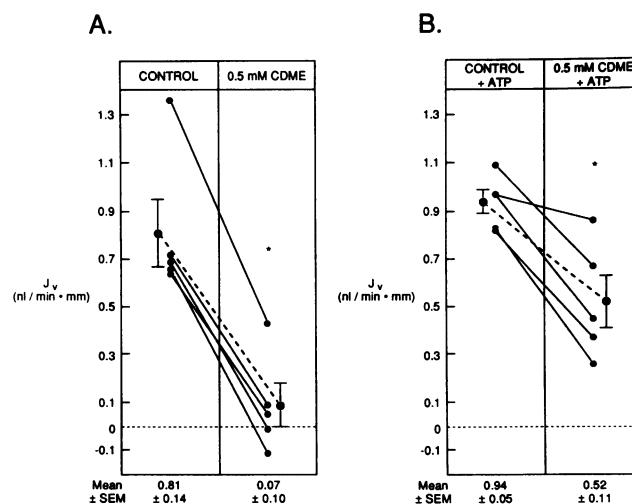 A.
CONTROL 0.5 mM CDME
1.3
1.1
0.9
0.7
Jv
(nl / min • mm)
0.5
0.3
0.1
0
-0.1
*
Mean 0.81 0.07
± SEM ± 0.14 ± 0.10
B.
CONTROL 0.5 mM CDME
+ ATP + ATP
1.3
1.1
0.9
0.7
Jv
(nl / min • mm)
0.5
0.3
0.1
0
-0.1
*
Mean 0.94 0.52
± SEM ± 0.05 ± 0.11